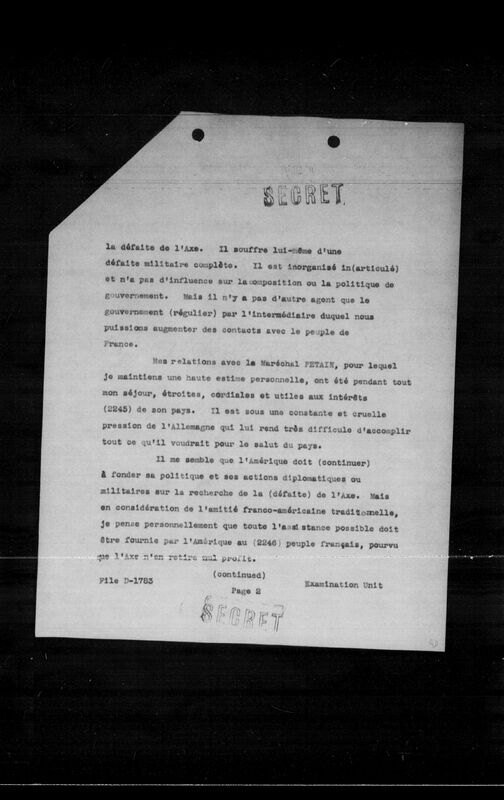 SECRET
la défaite de l'Axe. Il souffre lui-même d'une
défaite militaire complète. Il est inorganisé in(articulé)
et n'a pas d'influence sur lacomposition ou la politique de
gouvernement. Mais il n'y a pas d'autre agent que le
gouvernement (régulier) par l'intermédiaire duquel nous
puissions augmenter des contacts avec le peuple de
France.
Mes relations avec le Maréchal PETAIN, pour lequel
je maintiens une haute estime personnelle, ont été pendant tout
mon séjour, étroites, cordiales et utiles aux intérêts
(2245) de son pays. Il est sous une constante et cruelle
pression de l'Allemagne qui lui rend très difficule d'accomplir
tout ce qu'il voudrait pour le salut du pays.
Il me semble que l'Amérique doit (continuer)
à fonder sa politique et ses actions diplomatiques ou
militaires sur la recherche de la (défaite) de l'Axe. Mais
en considération de l'amitié franco-américaine traditonnelle,
je pense personnellement que toute l'assistance possible doit
être fournie par l'Amérique au (2246) peuple français, pourvu
que l'Axe n'en retire nul profit.
(continued)
File D-1783
Page 2
Examination Unit
SECRET